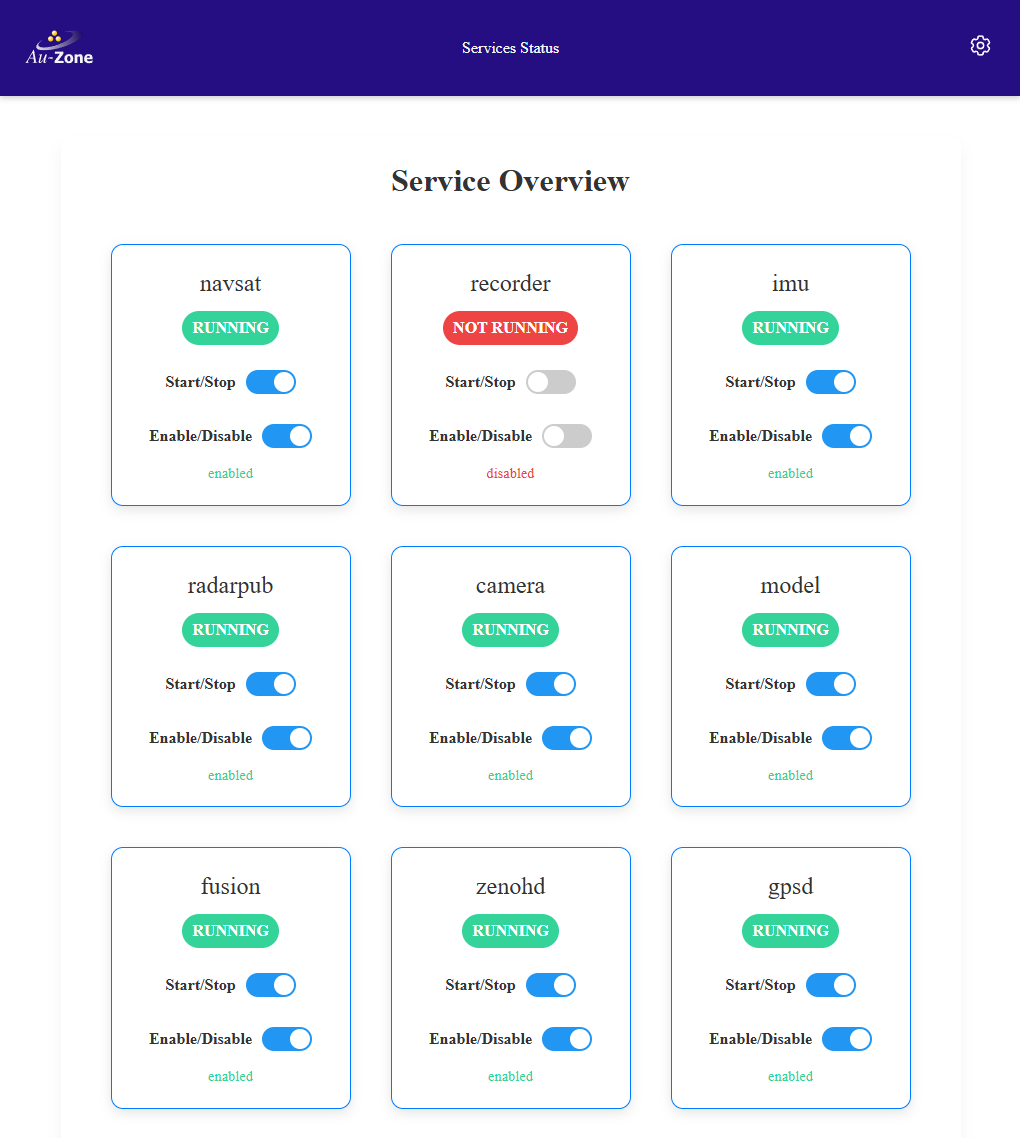 Au-Zone
Services Status
Service Overview
navsat
RUNNING
Start/Stop
Enable/Disable
enabled
recorder
NOT RUNNING
Start/Stop
Enable/Disable
disabled
imu
RUNNING
Start/Stop
Enable/Disable
enabled
radarpub
RUNNING
Start/Stop
Enable/Disable
enabled
camera
RUNNING
Start/Stop
Enable/Disable
enabled
model
RUNNING
Start/Stop
Enable/Disable
enabled
fusion
RUNNING
Start/Stop
Enable/Disable
enabled
zenohd
RUNNING
Start/Stop
Enable/Disable
enabled
gpsd
RUNNING
Start/Stop
Enable/Disable
enabled